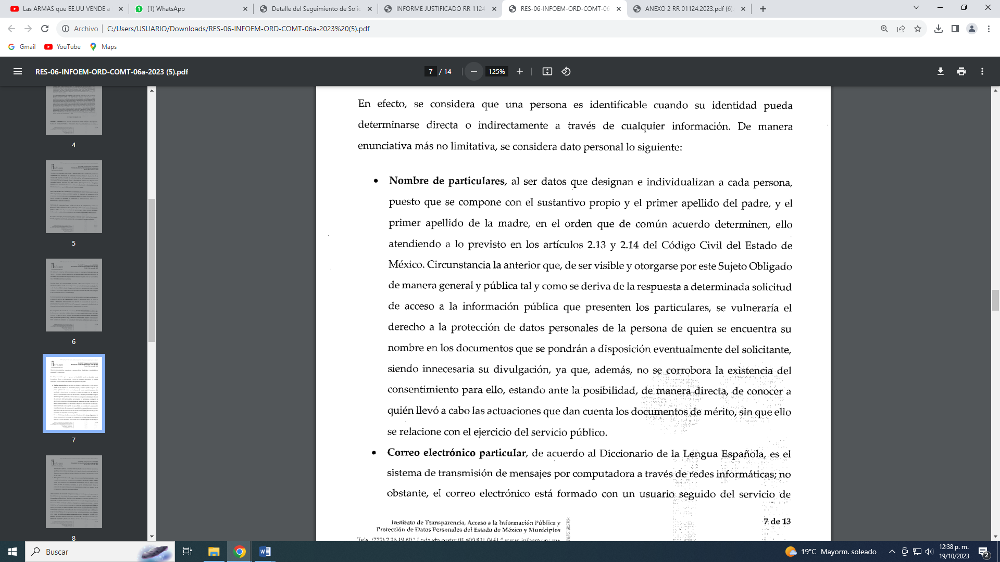 Las ARMAS que EE.UU VENDE a
(1) WhatsApp
Detalle del Seguimiento de Solic
INFORME JUSTIFICADO RR 1124
RES-06-INFOEM-ORD-COMT-06
ANEXO 2 RR 01124.2023.pdf (6)
Archivo
C:/Users/USUARIO/Downloads/RES-06-INFOEM-ORD-COMT-06a-2023%20(5).pdf
Gmail
YouTube
Maps
RES-06-INFOEM-ORD-COMT-06a-2023 (5).pdf
7 / 14
125%
4
5
6
7
8
En efecto, se considera que una persona es identificable cuando su identidad pueda
determinarse directa o indirectamente a través de cualquier información. De manera
enunciativa más no limitativa, se considera dato personal lo siguiente:
• Nombre de particulares, al ser datos que designan e individualizan a cada persona,
puesto que se compone con el sustantivo propio y el primer apellido del padre, y el
primer apellido de la madre, en el orden que de común acuerdo determinen, ello
atendiendo a lo previsto en los artículos 2.13 y 2.14 del Código Civil del Estado de
México. Circunstancia la anterior que, de ser visible y otorgarse por este Sujeto Obligado
de manera general y pública tal y como se deriva de la respuesta a determinada solicitud
de acceso a la información pública que presenten los particulares, se vulneraría el
derecho a la protección de datos personales de la persona de quien se encuentra su
nombre en los documentos que se pondrán a disposición eventualmente del solicitante,
siendo innecesaria su divulgación, ya que, además, no se corrobora la existencia del
consentimiento para ello, estando ante la posibilidad, de manera directa, de conocer a
quién llevó a cabo las actuaciones que dan cuenta los documentos de mérito, sin que ello
se relacione con el ejercicio del servicio público.
• Correo electrónico particular, de acuerdo al Diccionario de la Lengua Española, es el
sistema de transmisión de mensajes por computadora a través de redes informáticas; no
obstante, el correo electrónico está formado con un usuario seguido del servicio de
Instituto de Transparencia, Acceso a la Información Pública y
Protección de Datos Personales del Estado de México y Municipios
7 de 13
Buscar
19°C Mayorm. soleado
12:38 p. m.
19/10/2023
2